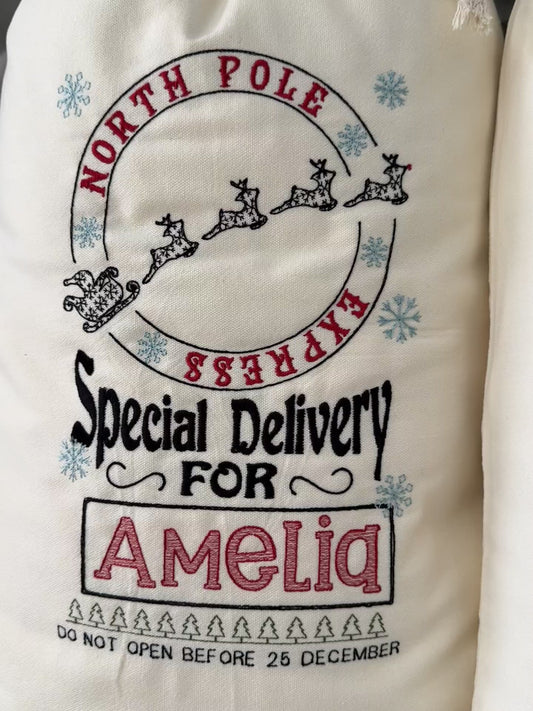 NORTH POLE
EXPRESS
Special Delivery
FOR
Amelia
DO NOT OPEN BEFORE 25 DECEMBER